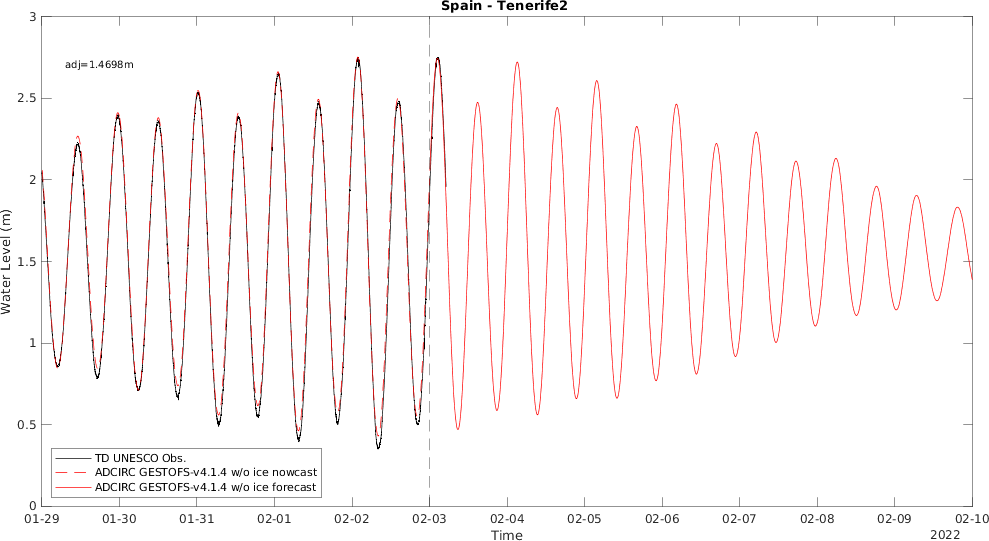 Spain - Tenerife2
adj=1.4698m
3
2.5
2
1.5
1
0.5
0
Water Level (m)
TD UNESCO Obs.
ADCIRC GESTOFS-v4.1.4 w/o ice nowcast
ADCIRC GESTOFS-v4.1.4 w/o ice forecast
01-29 01-30 01-31 02-01 02-02 02-03 02-04 02-05 02-06 02-07 02-08 02-09 02-10
Time
2022